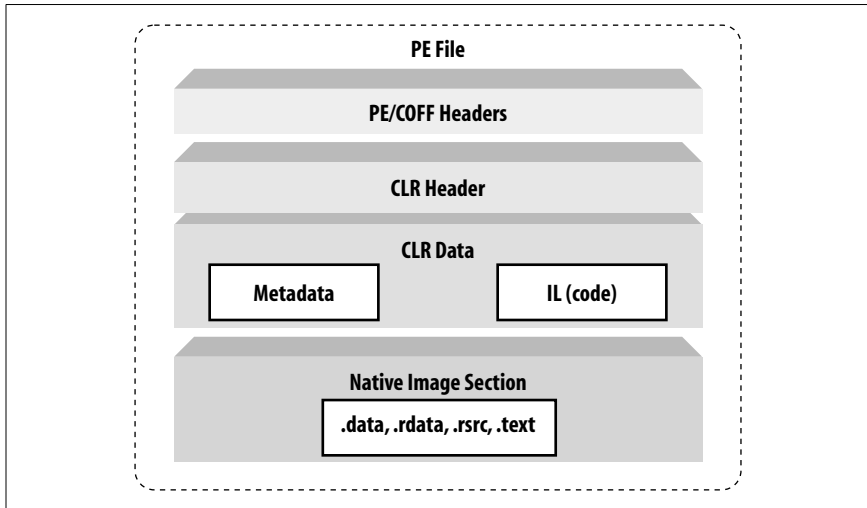 PE File
PE/COFF Headers
CLR Header
CLR Data
Metadata
IL (code)
Native Image Section
.data, .rdata, .rsrc, .text